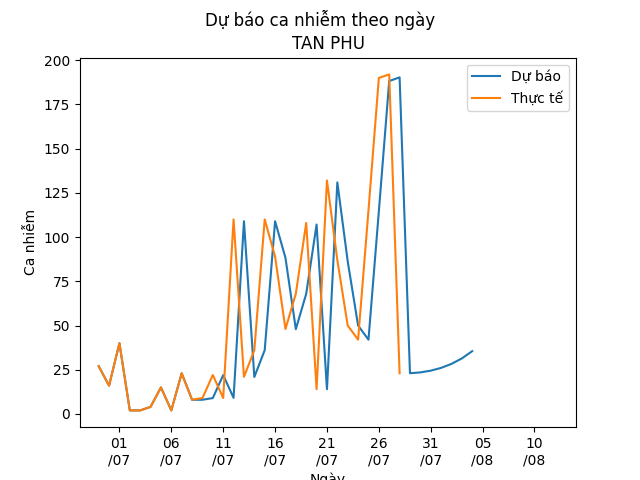 Dự báo ca nhiễm theo ngày
TAN PHU
200
175
150
125
100
75
50
25
0
Ca nhiễm
Dự báo
Thực tế
01 06 11 16 21 26 31 05 10
/07 /07 /07 /07 /07 /07 /07 /08 /08
Ngày